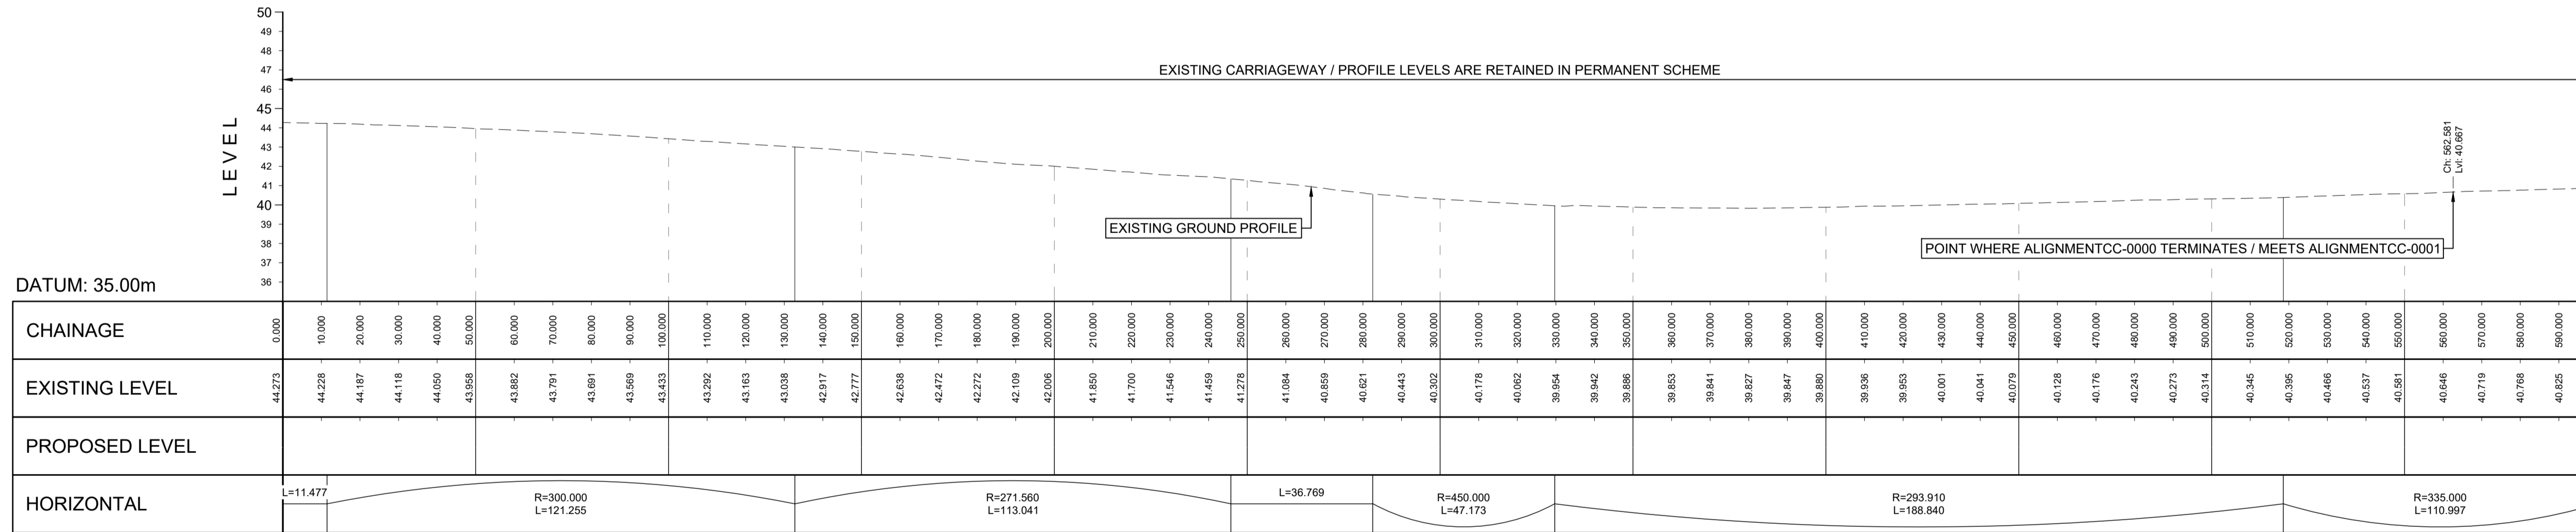 50
49
48
47
46
45
44
43
42
41
40
39
38
37
36
LEVEL
EXISTING CARRIAGEWAY / PROFILE LEVELS ARE RETAINED IN PERMANENT SCHEME
Ch: 562.581
Lvl: 40.667
EXISTING GROUND PROFILE
POINT WHERE ALIGNMENTCC-0000 TERMINATES / MEETS ALIGNMENTCC-0001
DATUM: 35.00m
CHAINAGE 0.000 10.000 20.000 30.000 40.000 50.000 60.000 70.000 80.000 90.000 100.000 110.000 120.000 130.000 140.000 150.000 160.000 170.000 180.000 190.000 200.000 210.000 220.000 230.000 240.000 250.000 260.000 270.000 280.000 290.000 300.000 310.000 320.000 330.000 340.000 350.000 360.000 370.000 380.000 390.000 400.000 410.000 420.000 430.000 440.000 450.000 460.000 470.000 480.000 490.000 500.000 510.000 520.000 530.000 540.000 550.000 560.000 570.000 580.000 590.000
EXISTING LEVEL 44.273 44.228 44.187 44.118 44.050 43.958 43.882 43.791 43.691 43.569 43.433 43.292 43.163 43.038 42.917 42.777 42.638 42.472 42.272 42.109 42.006 41.850 41.700 41.546 41.459 41.278 41.084 40.859 40.621 40.443 40.302 40.178 40.062 39.954 39.942 39.886 39.853 39.841 39.827 39.847 39.880 39.936 39.953 40.001 40.041 40.079 40.128 40.176 40.243 40.273 40.314 40.345 40.395 40.466 40.537 40.581 40.646 40.719 40.768 40.825
PROPOSED LEVEL
HORIZONTAL
L=11.477
R=300.000
L=121.255
R=271.560
L=113.041
L=36.769
R=450.000
L=47.173
R=293.910
L=188.840
R=335.000
L=110.997